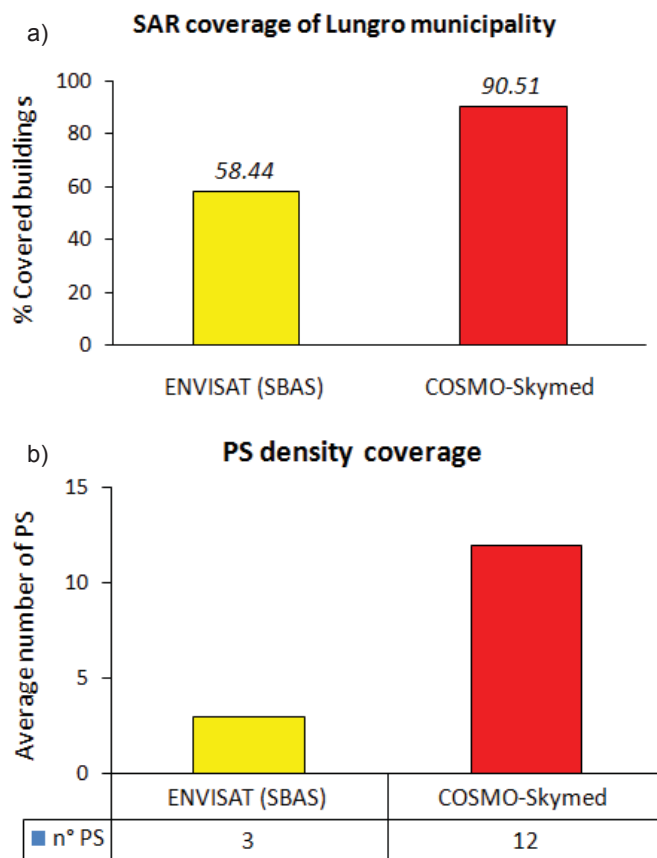 a)
SAR coverage of Lungro municipality
% Covered buildings
100
80
60
40
20
0
58.44
90.51
ENVISAT (SBAS) COSMO-Skymed
b)
PS density coverage
Average number of PS
15
10
5
0
ENVISAT (SBAS) COSMO-Skymed
n° PS 3 12